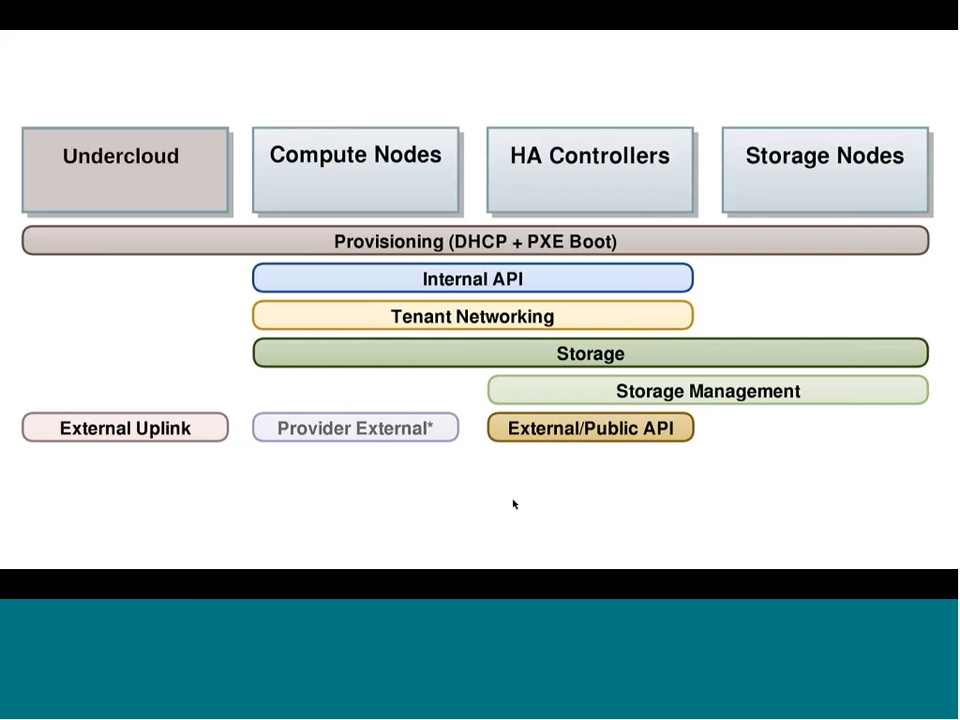 Undercloud
Compute Nodes
HA Controllers
Storage Nodes
Provisioning (DHCP + PXE Boot)
Internal API
Tenant Networking
Storage
Storage Management
External Uplink
Provider External*
External/Public API